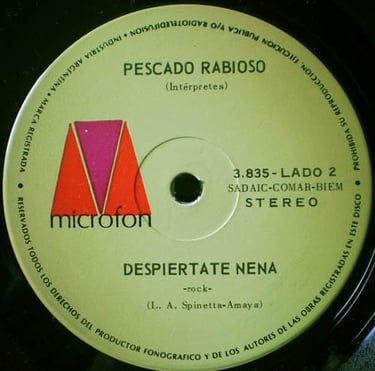 PESCADO RABIOSO
(Intérpretes)
3.835 - LADO 2
SADAIC-COMAR-BIEM
STEREO
microfon
DESPIERTATE NENA
-rock-
(L. A. Spinetta-Amaya)
RESERVADOS TODOS LOS DERECHOS DEL PRODUCTOR FONOGRAFICO Y DE LOS AUTORES DE LAS OBRAS REGISTRADAS EN ESTE DISCO • PROHIBIDA SU REPRODUCCION, EJECUCION PUBLICA Y/O RADIOTELEDIFUSION • INDUSTRIA ARGENTINA • MARCA REGISTRADA •